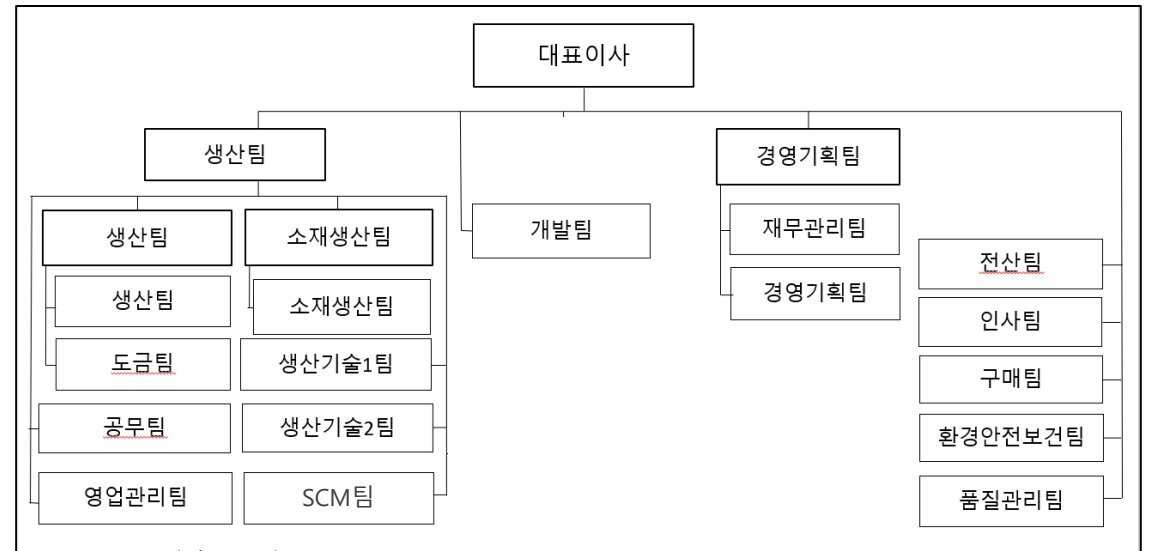 대표이사
생산팀
경영기획팀
생산팀
소재생산팀
개발팀
재무관리팀
전산팀
생산팀
소재생산팀
경영기획팀
인사팀
도금팀
생산기술1팀
구매팀
공무팀
생산기술2팀
환경안전보건팀
영업관리팀
SCM팀
품질관리팀